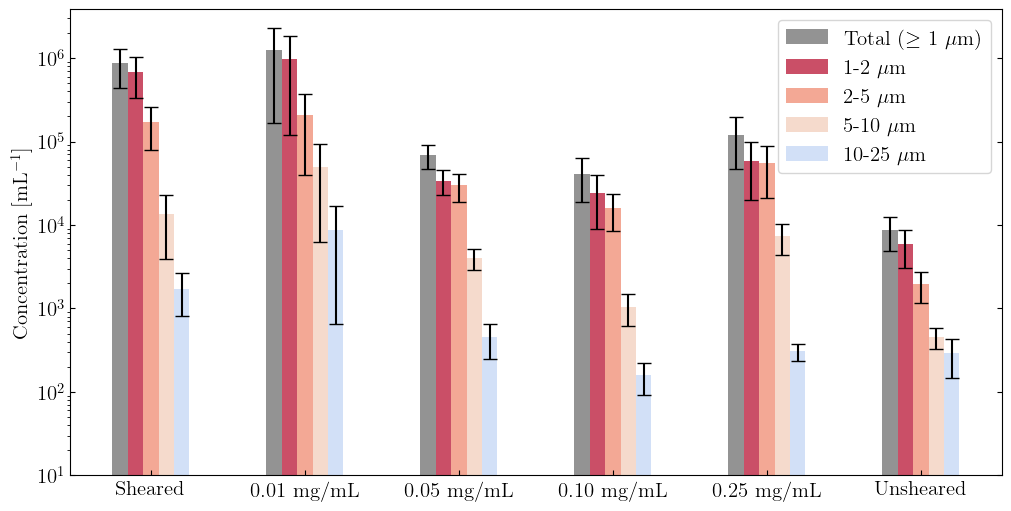 Concentration [mL⁻¹]
10⁶
10⁵
10⁴
10³
10²
10¹
Total (≥ 1 μm)
1-2 μm
2-5 μm
5-10 μm
10-25 μm
Sheared
0.01 mg/mL
0.05 mg/mL
0.10 mg/mL
0.25 mg/mL
Unsheared